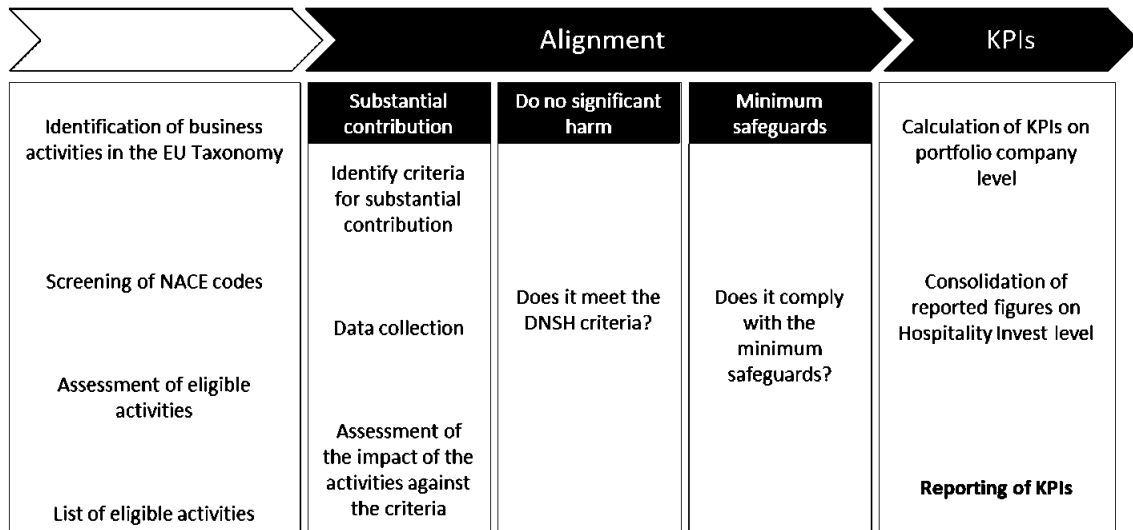 Alignment
KPIs
Identification of business
activities in the EU Taxonomy
Screening of NACE codes
Assessment of eligible
activities
List of eligible activities
Substantial
contribution
Identify criteria
for substantial
contribution
Data collection
Assessment of
the impact of the
activities against
the criteria
Do no significant
harm
Does it meet the
DNSH criteria?
Minimum
safeguards
Does it comply
with the
minimum
safeguards?
Calculation of KPIs on
portfolio company
level
Consolidation of
reported figures on
Hospitality Invest level
Reporting of KPIs